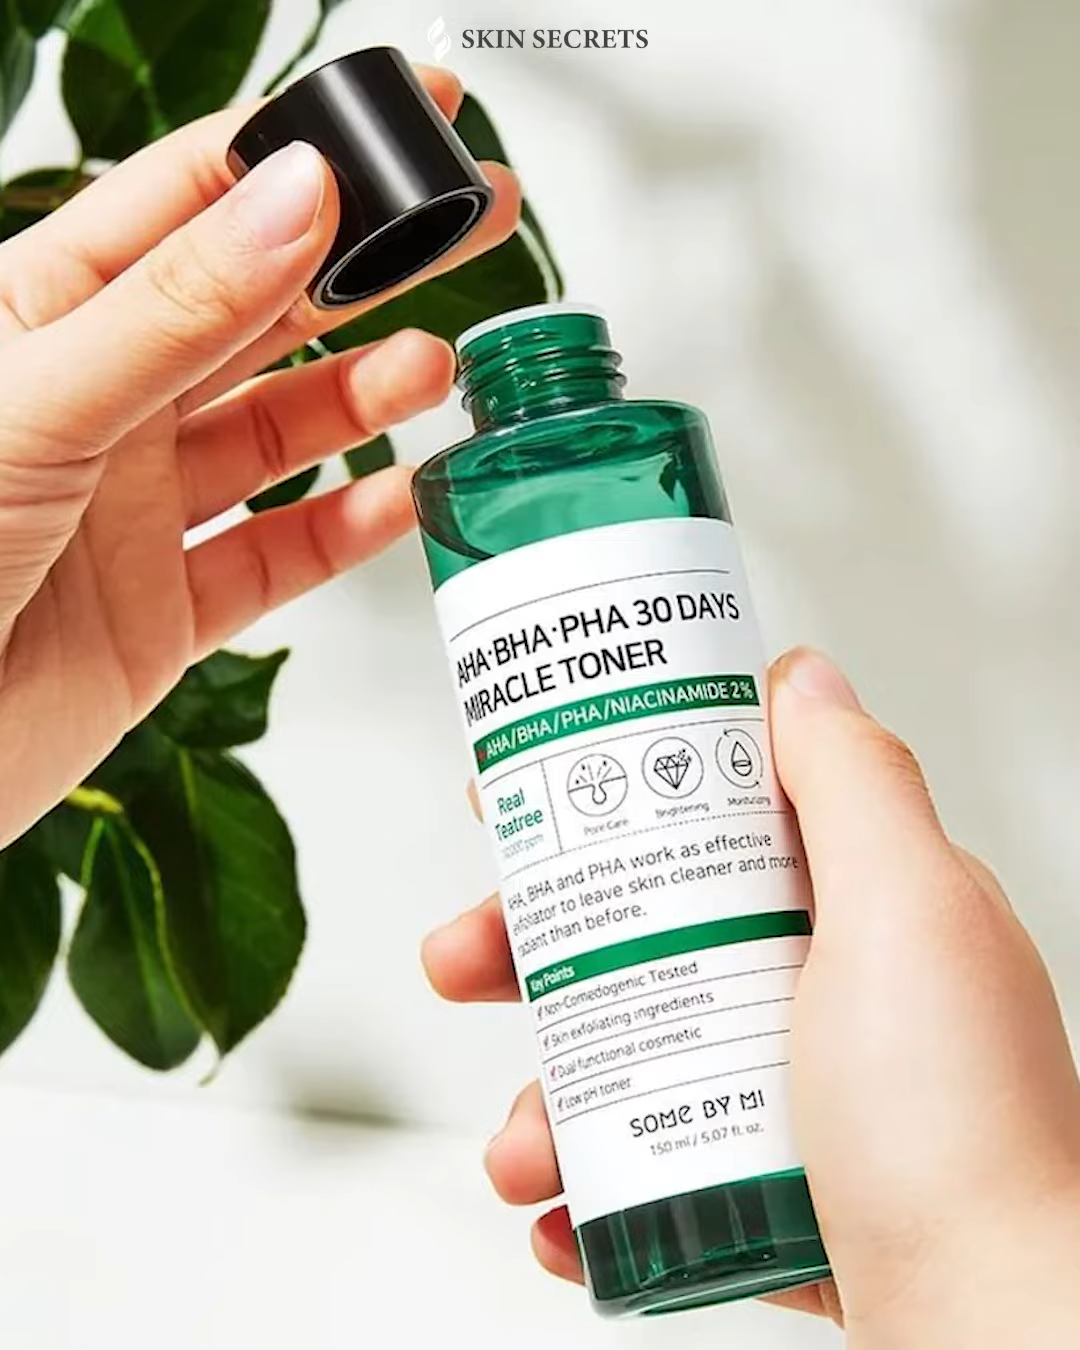 SKIN SECRETS
AHA·BHA·PHA 30 DAYS
MIRACLE TONER
AHA/BHA/PHA/NIACINAMIDE 2%
Real
Teatree
ppm
Pore Care
Brightening
Moisturizing
AHA, BHA and PHA work as effective
exfoliator to leave skin cleaner and more
radiant than before.
Key Points
Non-Comedogenic Tested
Skin exfoliating ingredients
Dual functional cosmetic
Low pH toner
SOME BY MI
150 ml / 5.07 fl. oz.